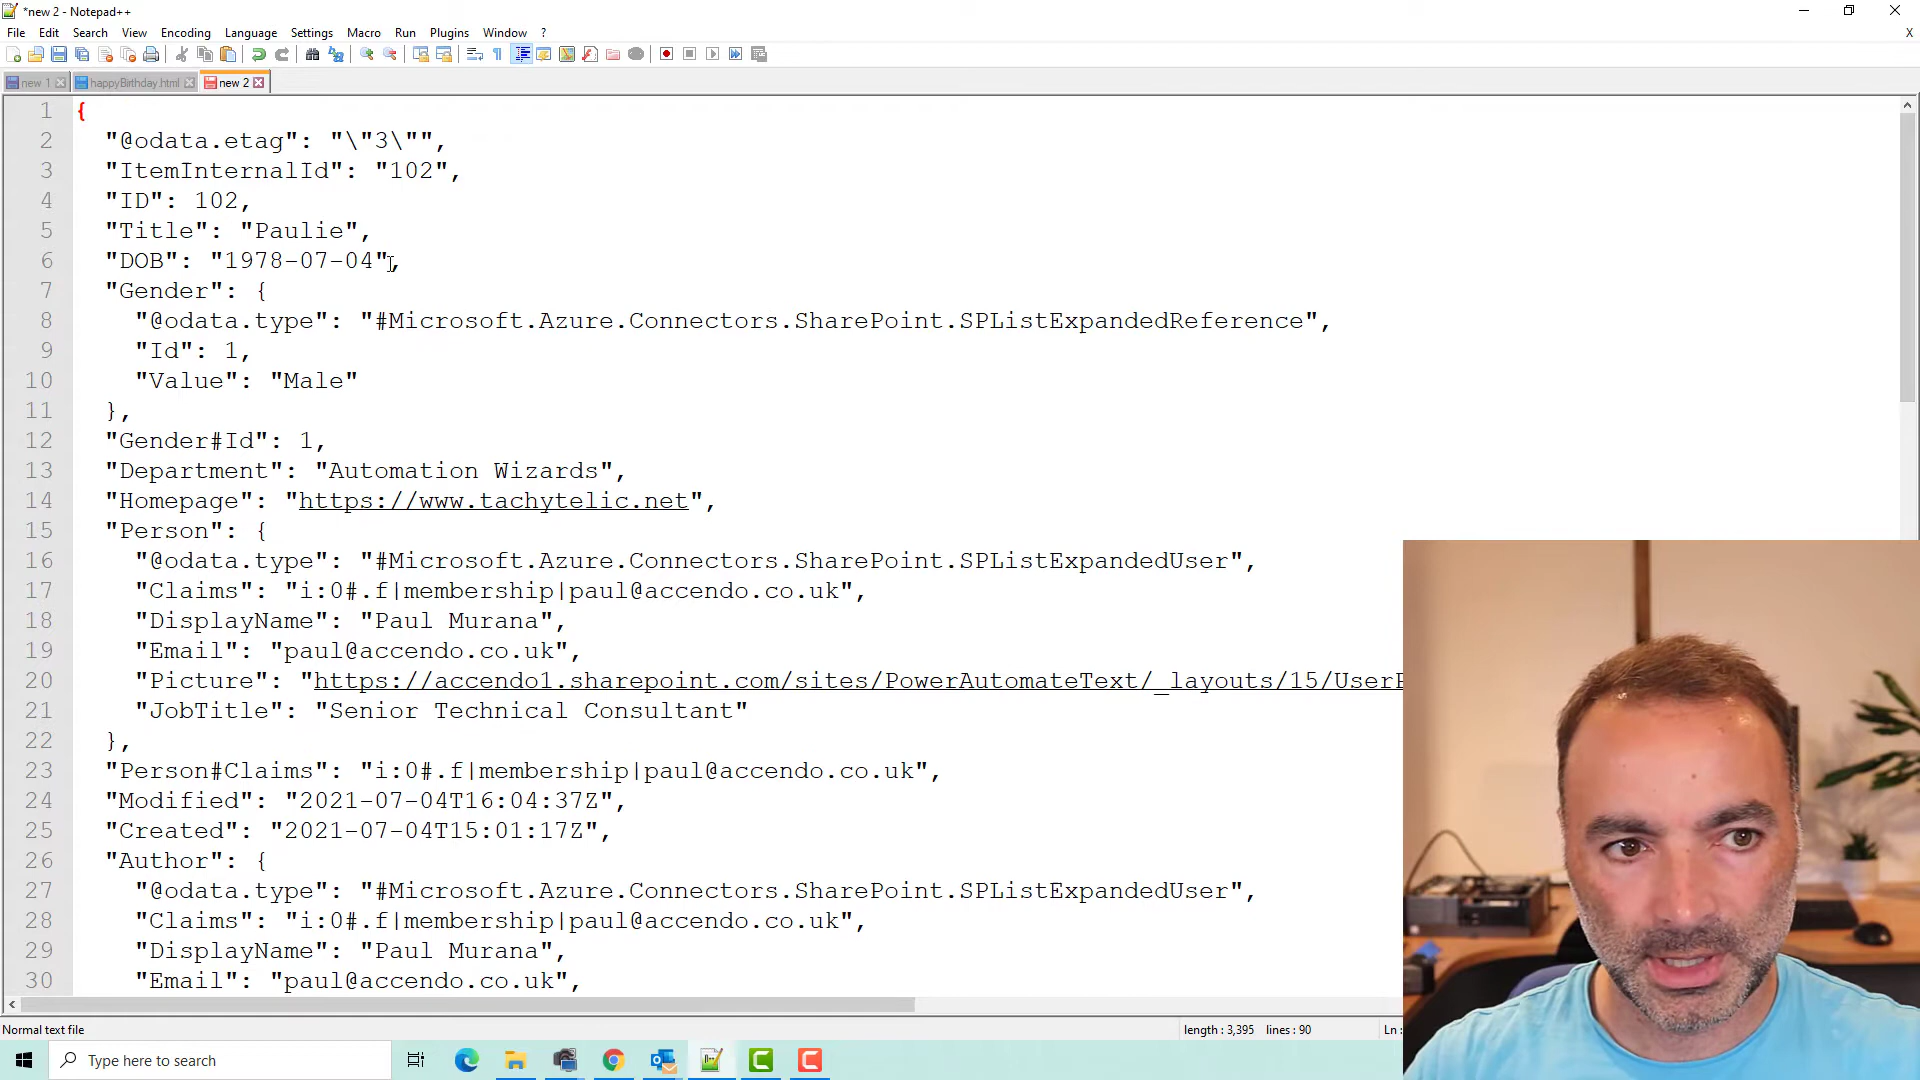 *new 2 - Notepad++
File Edit Search View Encoding Language Settings Tools Macro Run Plugins Window ? X
new 1 happyBirthday.html new 2
1 {
2 "@odata.etag": "\"3\"",
3 "ItemInternalId": "102",
4 "ID": 102,
5 "Title": "Paulie",
6 "DOB": "1978-07-04",
7 "Gender": {
8 "@odata.type": "#Microsoft.Azure.Connectors.SharePoint.SPListExpandedReference",
9 "Id": 1,
10 "Value": "Male"
11 },
12 "Gender#Id": 1,
13 "Department": "Automation Wizards",
14 "Homepage": "https://www.tachytelic.net",
15 "Person": {
16 "@odata.type": "#Microsoft.Azure.Connectors.SharePoint.SPListExpandedUser",
17 "Claims": "i:0#.f|membership|paul@accendo.co.uk",
18 "DisplayName": "Paul Murana",
19 "Email": "paul@accendo.co.uk",
20 "Picture": "https://accendo1.sharepoint.com/sites/PowerAutomateText/_layouts/15/UserP
21 "JobTitle": "Senior Technical Consultant"
22 },
23 "Person#Claims": "i:0#.f|membership|paul@accendo.co.uk",
24 "Modified": "2021-07-04T16:04:37Z",
25 "Created": "2021-07-04T15:01:17Z",
26 "Author": {
27 "@odata.type": "#Microsoft.Azure.Connectors.SharePoint.SPListExpandedUser",
28 "Claims": "i:0#.f|membership|paul@accendo.co.uk",
29 "DisplayName": "Paul Murana",
30 "Email": "paul@accendo.co.uk",
Normal text file length : 3,395 lines : 90 Ln :
Type here to search